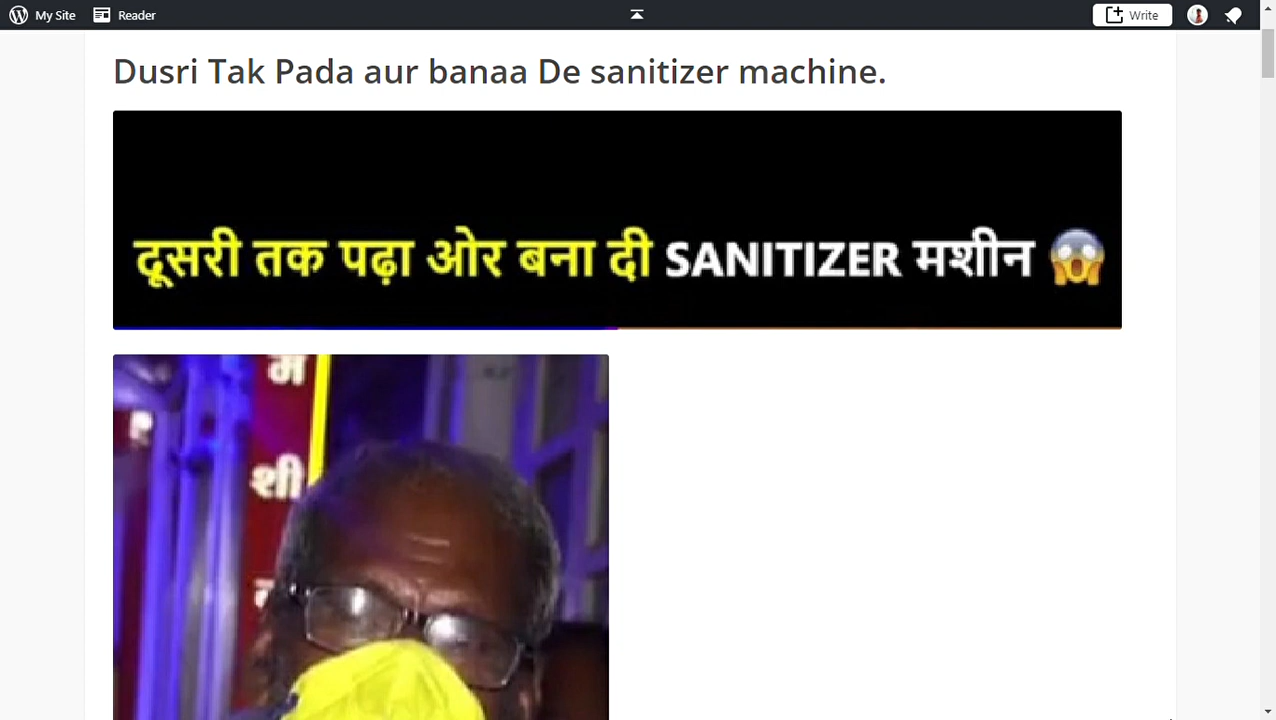 My Site
Reader
Write
Dusri Tak Pada aur banaa De sanitizer machine.
दूसरी तक पढ़ा ओर बना दी SANITIZER मशीन 😱
म
शी